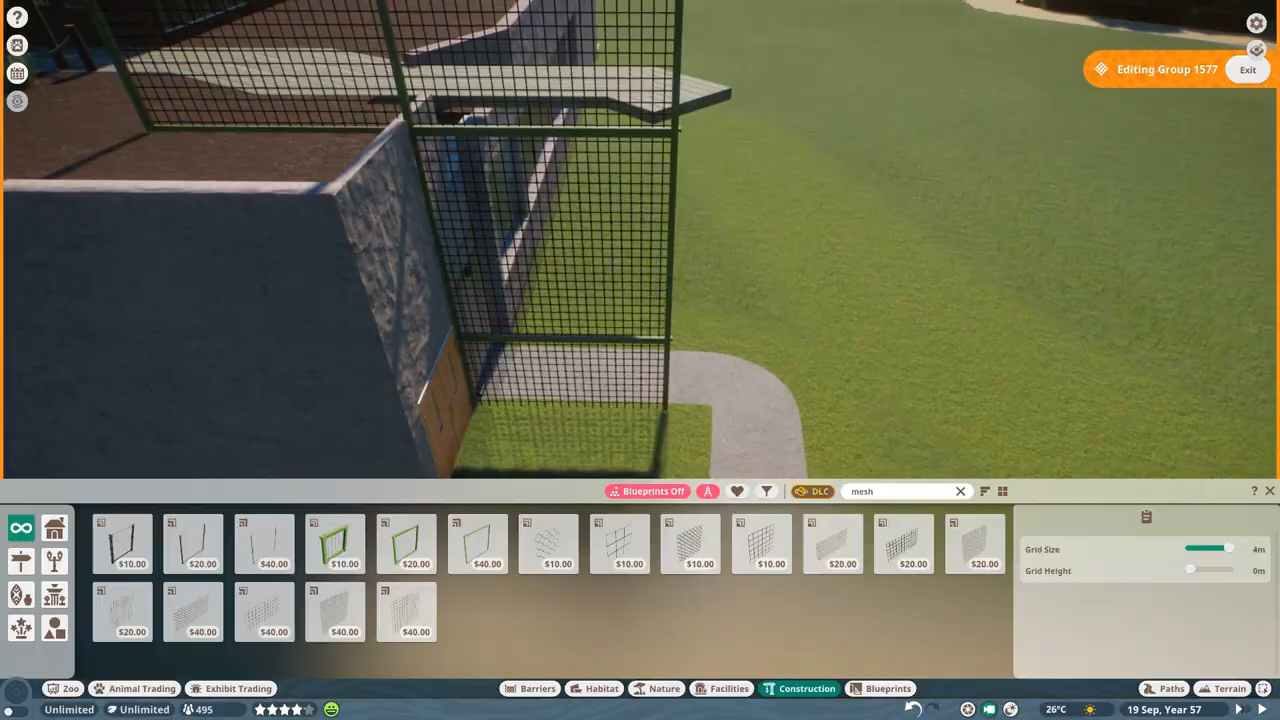 Editing Group 1577
Exit
Blueprints Off
DLC
mesh
$10.00
$20.00
$40.00
$10.00
$20.00
$40.00
$10.00
$10.00
$10.00
$10.00
$20.00
$20.00
$20.00
$20.00
$40.00
$40.00
$40.00
$40.00
Grid Size
4m
Grid Height
0m
Zoo
Animal Trading
Exhibit Trading
Barriers
Habitat
Nature
Facilities
Construction
Blueprints
Paths
Terrain
Unlimited
Unlimited
495
26°C
19 Sep, Year 57